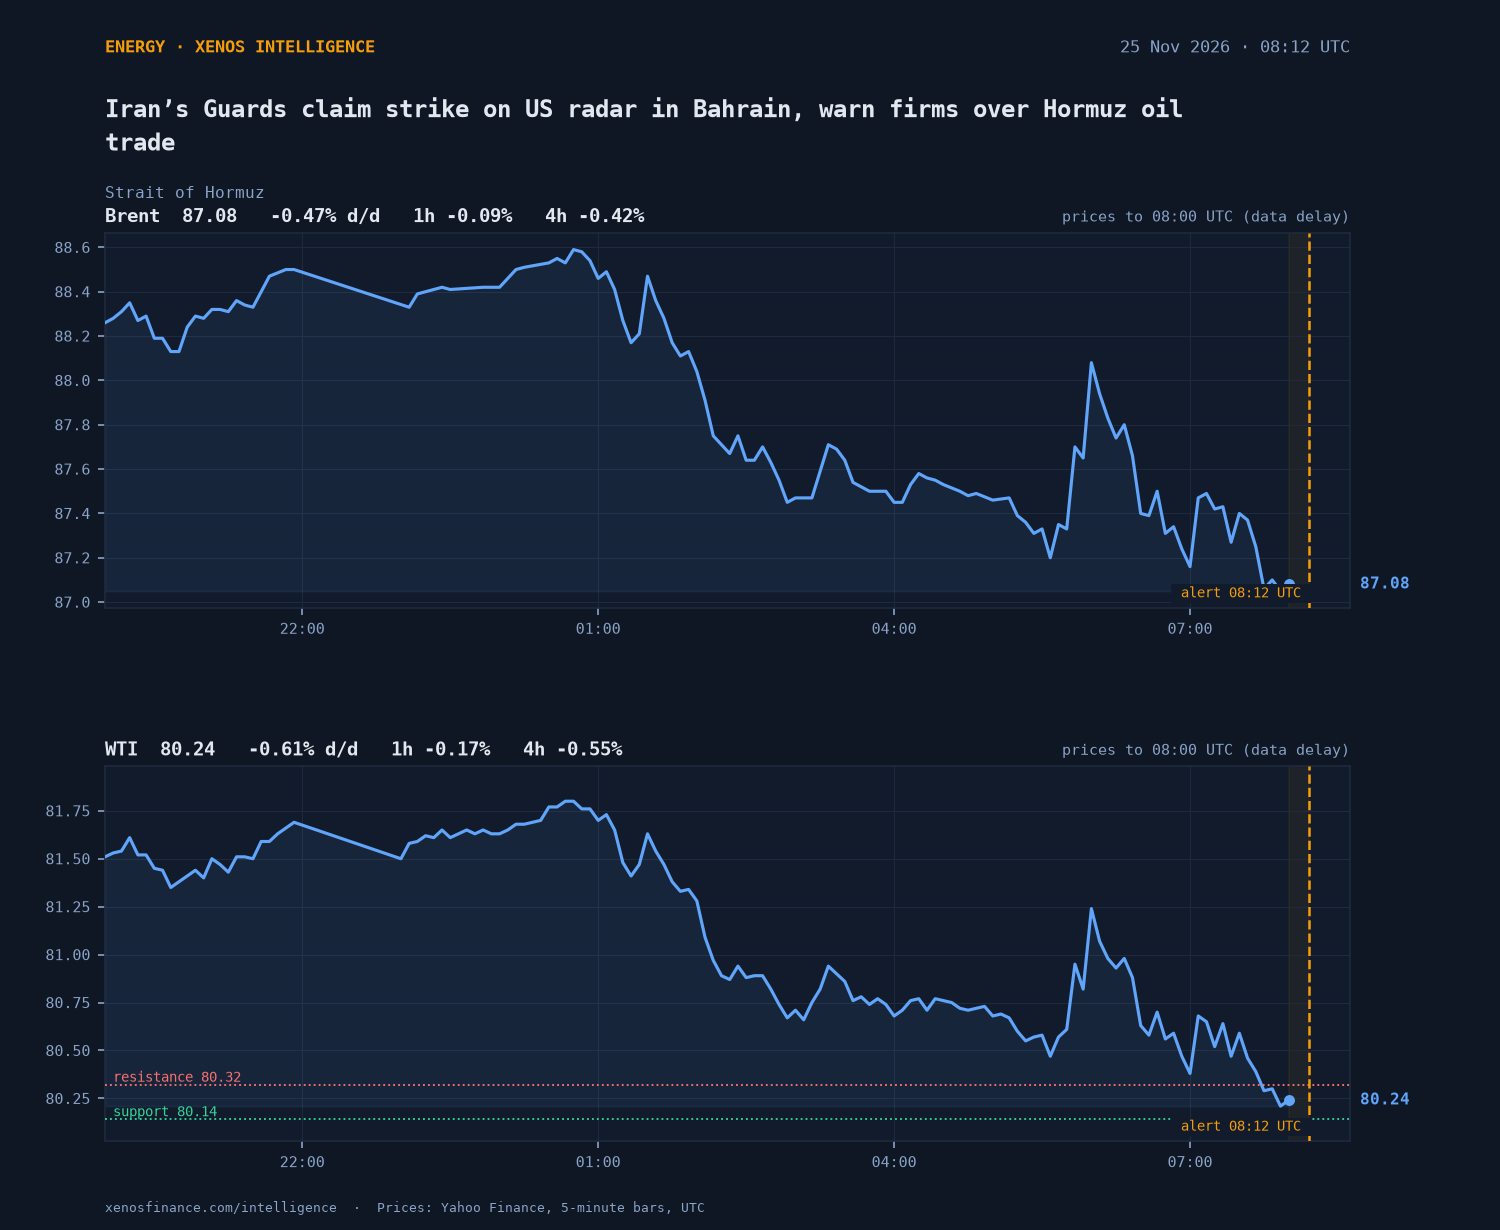 ENERGY · XENOS INTELLIGENCE
25 Nov 2026 · 08:12 UTC
Iran’s Guards claim strike on US radar in Bahrain, warn firms over Hormuz oil
trade
Strait of Hormuz
Brent 87.08 -0.47% d/d 1h -0.09% 4h -0.42%
prices to 08:00 UTC (data delay)
88.6
88.4
88.2
88.0
87.8
87.6
87.4
87.2
87.0
87.08
alert 08:12 UTC
22:00
01:00
04:00
07:00
WTI 80.24 -0.61% d/d 1h -0.17% 4h -0.55%
prices to 08:00 UTC (data delay)
81.75
81.50
81.25
81.00
80.75
80.50
80.25
resistance 80.32
support 80.14
80.24
alert 08:12 UTC
22:00
01:00
04:00
07:00
xenosfinance.com/intelligence · Prices: Yahoo Finance, 5-minute bars, UTC